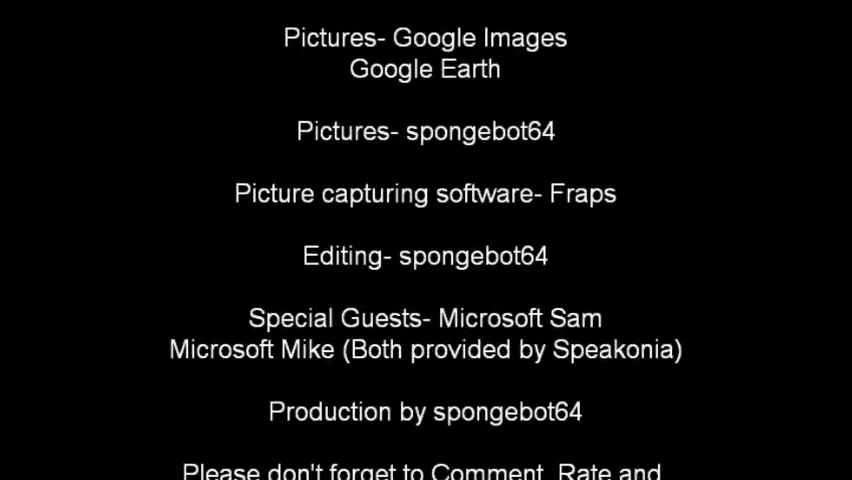 Pictures- Google Images
Google Earth
Pictures- spongebot64
Picture capturing software- Fraps
Editing- spongebot64
Special Guests- Microsoft Sam
Microsoft Mike (Both provided by Speakonia)
Production by spongebot64
Please don't forget to Comment, Rate and